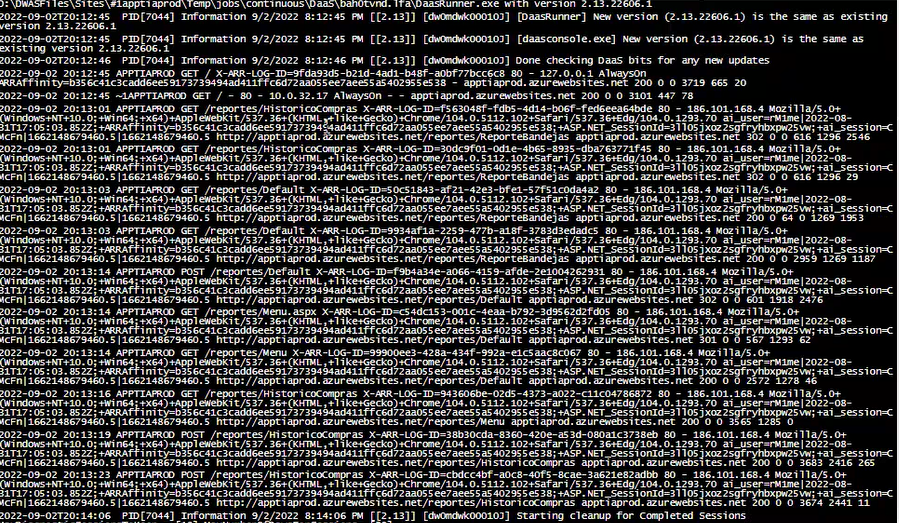 D:\DWASFiles\Sites\#1apptiaprod\Temp\jobs\continuous\DaaS\bah0tvnd.lfa\DaasRunner.exe with version 2.13.22606.1
2022-09-02T20:12:45  PID[7044] Information 9/2/2022 8:12:45 PM [[2.13]] [dw0mdwk00010J] [DaasRunner] New version (2.13.22606.1) is the same as existing
version 2.13.22606.1
2022-09-02T20:12:45  PID[7044] Information 9/2/2022 8:12:45 PM [[2.13]] [dw0mdwk00010J] [daasconsole.exe] New version (2.13.22606.1) is the same as
existing version 2.13.22606.1
2022-09-02T20:12:46  PID[7044] Information 9/2/2022 8:12:46 PM [[2.13]] [dw0mdwk00010J] Done checking DaaS bits for any new updates
2022-09-02 20:12:45 APPTIAPROD GET / X-ARR-LOG-ID=9fda93d5-b21d-4ad1-b48f-a0bf77bcc6c8 80 - 127.0.0.1 AlwaysOn
ARRAffinity=b356c41c3cadd6ee59173739494ad411ffc6d72aa055ee7aee55a5402938 - apptiaprod.azurewebsites.net 200 0 0 3719 665 20
2022-09-02 20:12:45 ~1APPTIAPROD GET / - 80 - 10.0.32.17 AlwaysOn - - apptiaprod.azurewebsites.net 200 0 0 3101 447 78
2022-09-02 20:13:01 APPTIAPROD GET /reportes/HistoricoCompras X-ARR-LOG-ID=f563048f-fdb5-4d14-b06f-fed6eea64bde 80 - 186.101.168.4 Mozilla/5.0+
(Windows+NT+10.0;+Win64;+x64)+AppleWebKit/537.36+(KHTML,+like+Gecko)+Chrome/104.0.5112.102+Safari/537.36+Edg/104.0.1293.70 ai_user=rM1me|2022-08-
31T17:05:03.852Z;+ARRAffinity=b356c41c3cadd6ee59173739494ad411ffc6d72aa055ee7aee55a5402955e538;+ASP.NET_SessionId=3ll05jxoz2sgfryhbxpw25vw;+ai_session=C
McFn|1662148679460.5|1662148679460.5 http://apptiaprod.azurewebsites.net/reportes/ReporteBandejas apptiaprod.azurewebsites.net 302 0 0 616 1296 2546
2022-09-02 20:13:01 APPTIAPROD GET /reportes/HistoricoCompras X-ARR-LOG-ID=30dc9f01-0d1e-4b65-8935-dba763771f45 80 - 186.101.168.4 Mozilla/5.0+
(Windows+NT+10.0;+Win64;+x64)+AppleWebKit/537.36+(KHTML,+like+Gecko)+Chrome/104.0.5112.102+Safari/537.36+Edg/104.0.1293.70 ai_user=rM1me|2022-08-
31T17:05:03.852Z;+ARRAffinity=b356c41c3cadd6ee59173739494ad411ffc6d72aa055ee7aee55a5402955e538;+ASP.NET_SessionId=3ll05jxoz2sgfryhbxpw25vw;+ai_session=C
McFn|1662148679460.5|1662148679460.5 http://apptiaprod.azurewebsites.net/reportes/ReporteBandejas apptiaprod.azurewebsites.net 302 0 0 616 1296 29
2022-09-02 20:13:03 APPTIAPROD GET /reportes/Default X-ARR-LOG-ID=50c51843-af21-42e3-bfe1-57f51c0da4a2 80 - 186.101.168.4 Mozilla/5.0+
(Windows+NT+10.0;+Win64;+x64)+AppleWebKit/537.36+(KHTML,+like+Gecko)+Chrome/104.0.5112.102+Safari/537.36+Edg/104.0.1293.70 ai_user=rM1me|2022-08-
31T17:05:03.852Z;+ARRAffinity=b356c41c3cadd6ee59173739494ad411ffc6d72aa055ee7aee55a5402955e538;+ASP.NET_SessionId=3ll05jxoz2sgfryhbxpw25vw;+ai_session=C
McFn|1662148679460.5|1662148679460.5 http://apptiaprod.azurewebsites.net/reportes/ReporteBandejas apptiaprod.azurewebsites.net 200 0 64 0 1269 1953
2022-09-02 20:13:03 APPTIAPROD GET /reportes/Default X-ARR-LOG-ID=9934af1a-2259-477b-a18f-3783d3edadc5 80 - 186.101.168.4 Mozilla/5.0+
(Windows+NT+10.0;+Win64;+x64)+AppleWebKit/537.36+(KHTML,+like+Gecko)+Chrome/104.0.5112.102+Safari/537.36+Edg/104.0.1293.70 ai_user=rM1me|2022-08-
31T17:05:03.852Z;+ARRAffinity=b356c41c3cadd6ee59173739494ad411ffc6d72aa055ee7aee55a5402955e538;+ASP.NET_SessionId=3ll05jxoz2sgfryhbxpw25vw;+ai_session=C
McFn|1662148679460.5|1662148679460.5 http://apptiaprod.azurewebsites.net/reportes/ReporteBandejas apptiaprod.azurewebsites.net 200 0 0 2959 1269 1187
2022-09-02 20:13:14 APPTIAPROD POST /reportes/Default X-ARR-LOG-ID=f9b4a34e-a066-4159-afde-2e1004262931 80 - 186.101.168.4 Mozilla/5.0+
(Windows+NT+10.0;+Win64;+x64)+AppleWebKit/537.36+(KHTML,+like+Gecko)+Chrome/104.0.5112.102+Safari/537.36+Edg/104.0.1293.70 ai_user=rM1me|2022-08-
31T17:05:03.852Z;+ARRAffinity=b356c41c3cadd6ee59173739494ad411ffc6d72aa055ee7aee55a5402955e538;+ASP.NET_SessionId=3ll05jxoz2sgfryhbxpw25vw;+ai_session=C
McFn|1662148679460.5|1662148679460.5 http://apptiaprod.azurewebsites.net/reportes/Default apptiaprod.azurewebsites.net 302 0 0 601 1918 2476
2022-09-02 20:13:14 APPTIAPROD GET /reportes/Menu.aspx X-ARR-LOG-ID=c54dc153-001c-4eaa-b792-3d9562d2fd05 80 - 186.101.168.4 Mozilla/5.0+
(Windows+NT+10.0;+Win64;+x64)+AppleWebKit/537.36+(KHTML,+like+Gecko)+Chrome/104.0.5112.102+Safari/537.36+Edg/104.0.1293.70 ai_user=rM1me|2022-08-
31T17:05:03.852Z;+ARRAffinity=b356c41c3cadd6ee59173739494ad411ffc6d72aa055ee7aee55a5402955e538;+ASP.NET_SessionId=3ll05jxoz2sgfryhbxpw25vw;+ai_session=C
McFn|1662148679460.5|1662148679460.5 http://apptiaprod.azurewebsites.net/reportes/Default apptiaprod.azurewebsites.net 301 0 0 567 1293 62
2022-09-02 20:13:14 APPTIAPROD GET /reportes/Menu X-ARR-LOG-ID=99900ee3-428a-434f-992a-e1c5aac8c067 80 - 186.101.168.4 Mozilla/5.0+
(Windows+NT+10.0;+Win64;+x64)+AppleWebKit/537.36+(KHTML,+like+Gecko)+Chrome/104.0.5112.102+Safari/537.36+Edg/104.0.1293.70 ai_user=rM1me|2022-08-
31T17:05:03.852Z;+ARRAffinity=b356c41c3cadd6ee59173739494ad411ffc6d72aa055ee7aee55a5402955e538;+ASP.NET_SessionId=3ll05jxoz2sgfryhbxpw25vw;+ai_session=C
McFn|1662148679460.5|1662148679460.5 http://apptiaprod.azurewebsites.net/reportes/Default apptiaprod.azurewebsites.net 200 0 0 2572 1278 46
2022-09-02 20:13:16 APPTIAPROD GET /reportes/HistoricoCompras X-ARR-LOG-ID=943606be-02d5-4373-a022-c11c04786872 80 - 186.101.168.4 Mozilla/5.0+
(Windows+NT+10.0;+Win64;+x64)+AppleWebKit/537.36+(KHTML,+like+Gecko)+Chrome/104.0.5112.102+Safari/537.36+Edg/104.0.1293.70 ai_user=rM1me|2022-08-
31T17:05:03.852Z;+ARRAffinity=b356c41c3cadd6ee59173739494ad411ffc6d72aa055ee7aee55a5402955e538;+ASP.NET_SessionId=3ll05jxoz2sgfryhbxpw25vw;+ai_session=C
McFn|1662148679460.5|1662148679460.5 http://apptiaprod.azurewebsites.net/reportes/Menu apptiaprod.azurewebsites.net 200 0 0 3565 1285 0
2022-09-02 20:13:19 APPTIAPROD POST /reportes/HistoricoCompras X-ARR-LOG-ID=38b30cda-8360-420e-a53d-080a1c3738eb 80 - 186.101.168.4 Mozilla/5.0+
(Windows+NT+10.0;+Win64;+x64)+AppleWebKit/537.36+(KHTML,+like+Gecko)+Chrome/104.0.5112.102+Safari/537.36+Edg/104.0.1293.70 ai_user=rM1me|2022-08-
31T17:05:03.852Z;+ARRAffinity=b356c41c3cadd6ee59173739494ad411ffc6d72aa055ee7aee55a5402955e538;+ASP.NET_SessionId=3ll05jxoz2sgfryhbxpw25vw;+ai_session=C
McFn|1662148679460.5|1662148679460.5 http://apptiaprod.azurewebsites.net/reportes/HistoricoCompras apptiaprod.azurewebsites.net 200 0 0 3683 2416 265
2022-09-02 20:13:23 APPTIAPROD POST /reportes/HistoricoCompras X-ARR-LOG-ID=cbdcc4bf-a0c8-40f5-8cae-3a621e82adbb 80 - 186.101.168.4 Mozilla/5.0+
(Windows+NT+10.0;+Win64;+x64)+AppleWebKit/537.36+(KHTML,+like+Gecko)+Chrome/104.0.5112.102+Safari/537.36+Edg/104.0.1293.70 ai_user=rM1me|2022-08-
31T17:05:03.852Z;+ARRAffinity=b356c41c3cadd6ee59173739494ad411ffc6d72aa055ee7aee55a5402955e538;+ASP.NET_SessionId=3ll05jxoz2sgfryhbxpw25vw;+ai_session=C
McFn|1662148679460.5|1662148679460.5 http://apptiaprod.azurewebsites.net/reportes/HistoricoCompras apptiaprod.azurewebsites.net 200 0 0 3674 2441 11
2022-09-02T20:14:06  PID[7044] Information 9/2/2022 8:14:06 PM [[2.13]] [dw0mdwk00010J] Starting cleanup for Completed Sessions